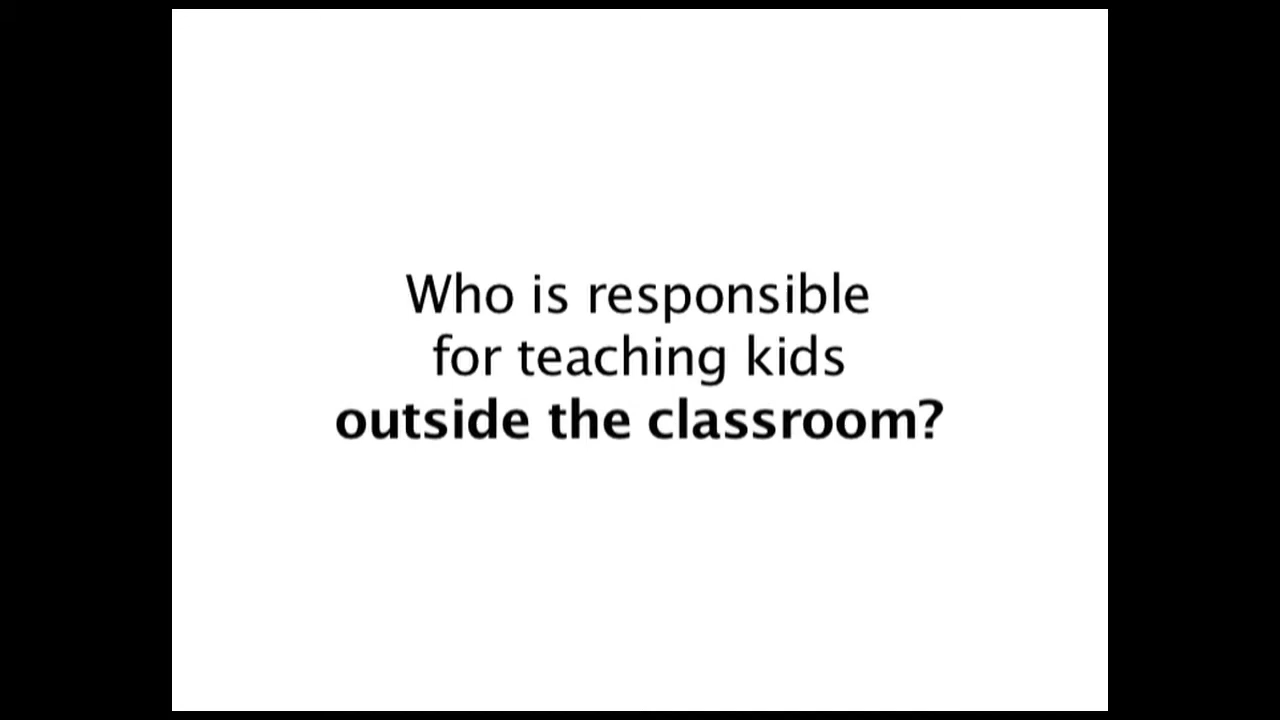 Who is responsible
for teaching kids
outside the classroom?